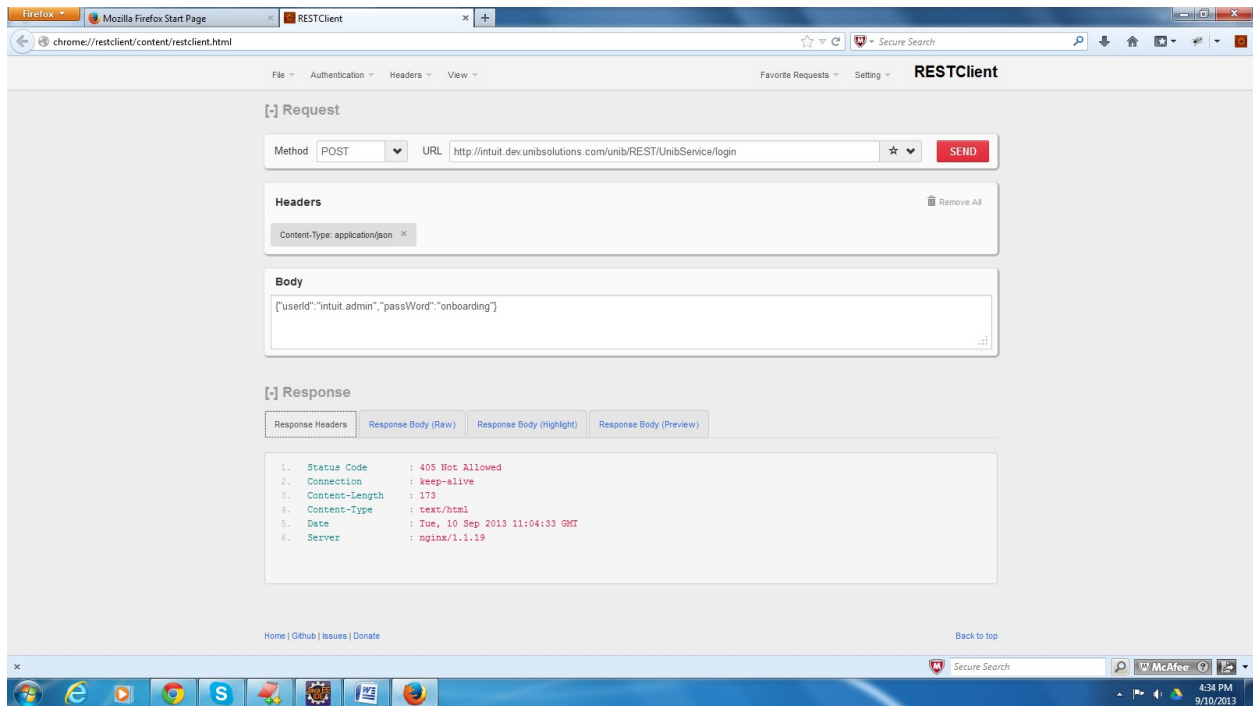 Firefox
Mozilla Firefox Start Page
RESTClient
chrome://restclient/content/restclient.html
Secure Search
File Authentication Headers View Favorite Requests Setting RESTClient
[-] Request
Method POST URL http://intuit.dev.unibsolutions.com/unib/REST/UnibService/login SEND
Headers Remove All
Content-Type: application/json
Body
{"userId":"intuit.admin","passWord":"onboarding"}
[-] Response
Response Headers Response Body (Raw) Response Body (Highlight) Response Body (Preview)
1. Status Code : 405 Not Allowed
2. Connection : keep-alive
3. Content-Length : 173
4. Content-Type : text/html
5. Date : Tue, 10 Sep 2013 11:04:33 GMT
6. Server : nginx/1.1.19
Home | Github | Issues | Donate Back to top
Secure Search McAfee
4:34 PM
9/10/2013